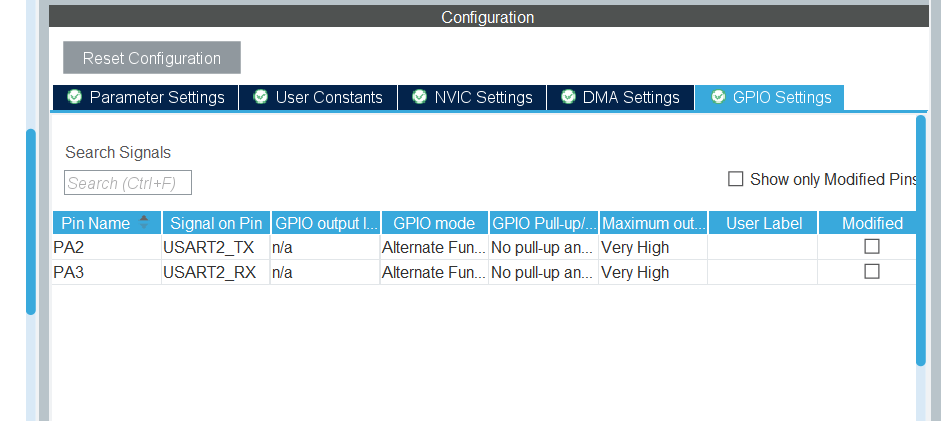 Configuration
Reset Configuration
Parameter Settings User Constants NVIC Settings DMA Settings GPIO Settings
Search Signals
Search (Ctrl+F)
Show only Modified Pins
Pin Name Signal on Pin GPIO output l... GPIO mode GPIO Pull-up/... Maximum out... User Label Modified
PA2 USART2_TX n/a Alternate Fun... No pull-up an... Very High
PA3 USART2_RX n/a Alternate Fun... No pull-up an... Very High